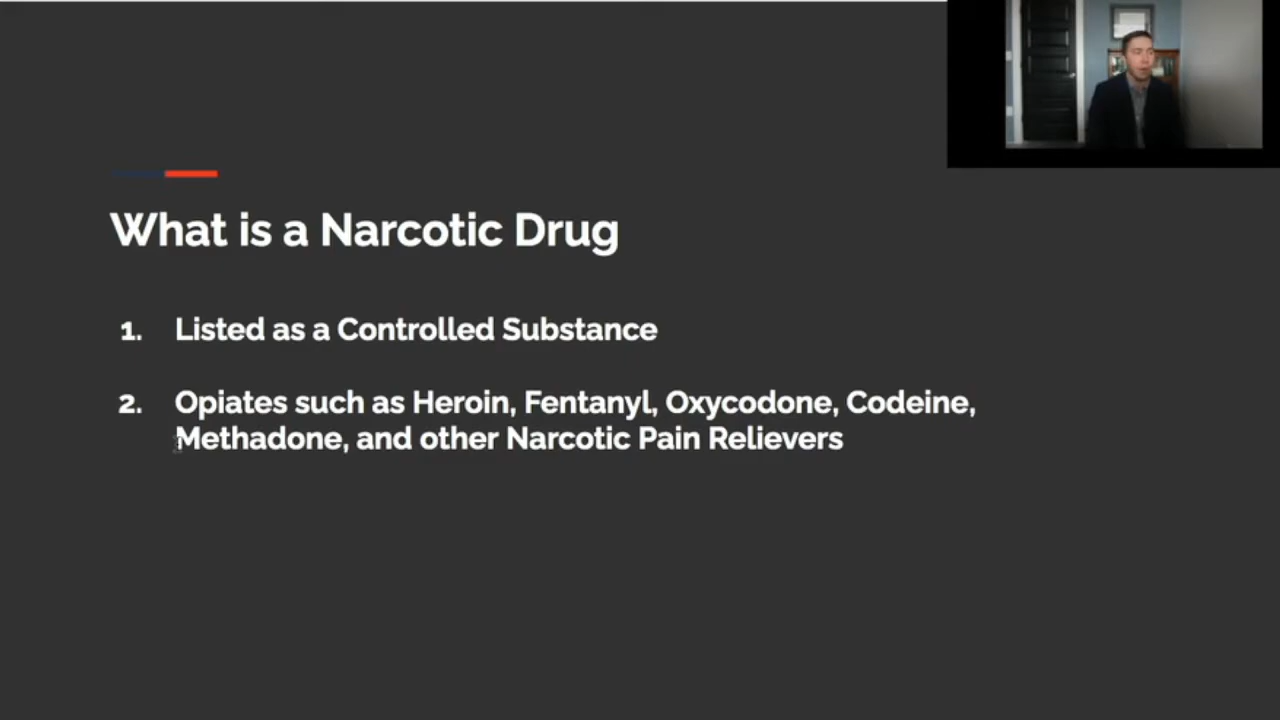 What is a Narcotic Drug
1. Listed as a Controlled Substance
2. Opiates such as Heroin, Fentanyl, Oxycodone, Codeine,
Methadone, and other Narcotic Pain Relievers